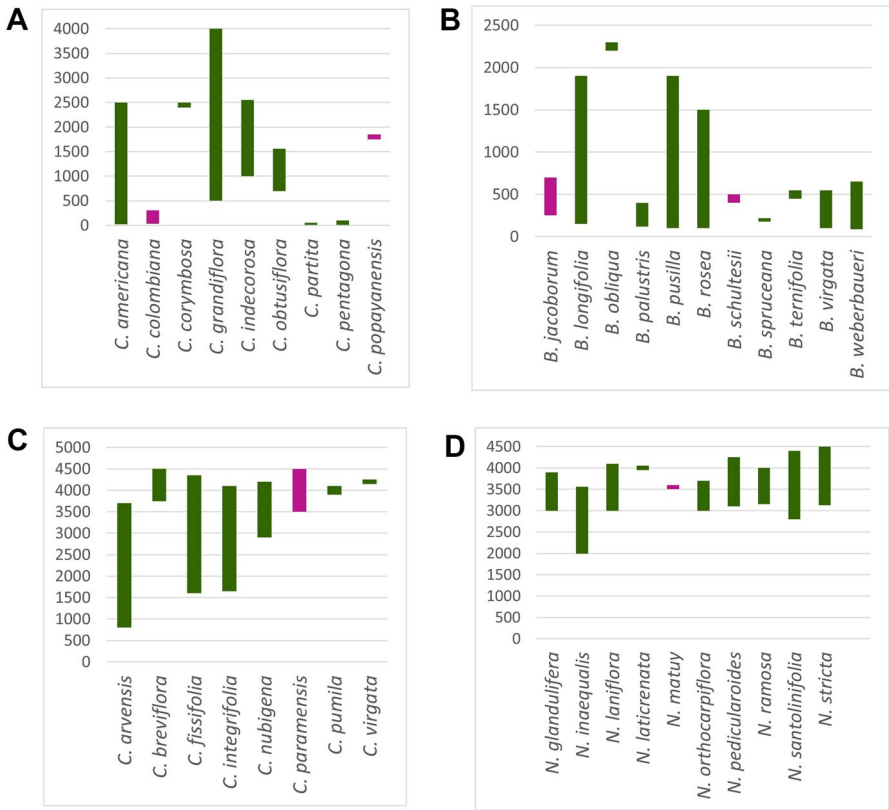 A
4000
3500
3000
2500
2000
1500
1000
500
0
C. americana
C. colombiana
C. corymbosa
C. grandiflora
C. indecorosa
C. obtusiflora
C. partita
C. pentagona
C. popayanensis
B
2500
2000
1500
1000
500
0
B. jacoborum
B. longifolia
B. obliqua
B. palustris
B. pusilla
B. rosea
B. schultesii
B. spruceana
B. ternifolia
B. virgata
B. weberbaueri
C
5000
4500
4000
3500
3000
2500
2000
1500
1000
500
0
C. arvensis
C. breviflora
C. fissifolia
C. integrifolia
C. nubigena
C. paramensis
C. pumila
C. virgata
D
4500
4000
3500
3000
2500
2000
1500
1000
500
0
N. glandulifera
N. inaequalis
N. laniflora
N. laticrenata
N. matuy
N. orthocarpiflora
N. pedicularoides
N. ramosa
N. santolinifolia
N. stricta